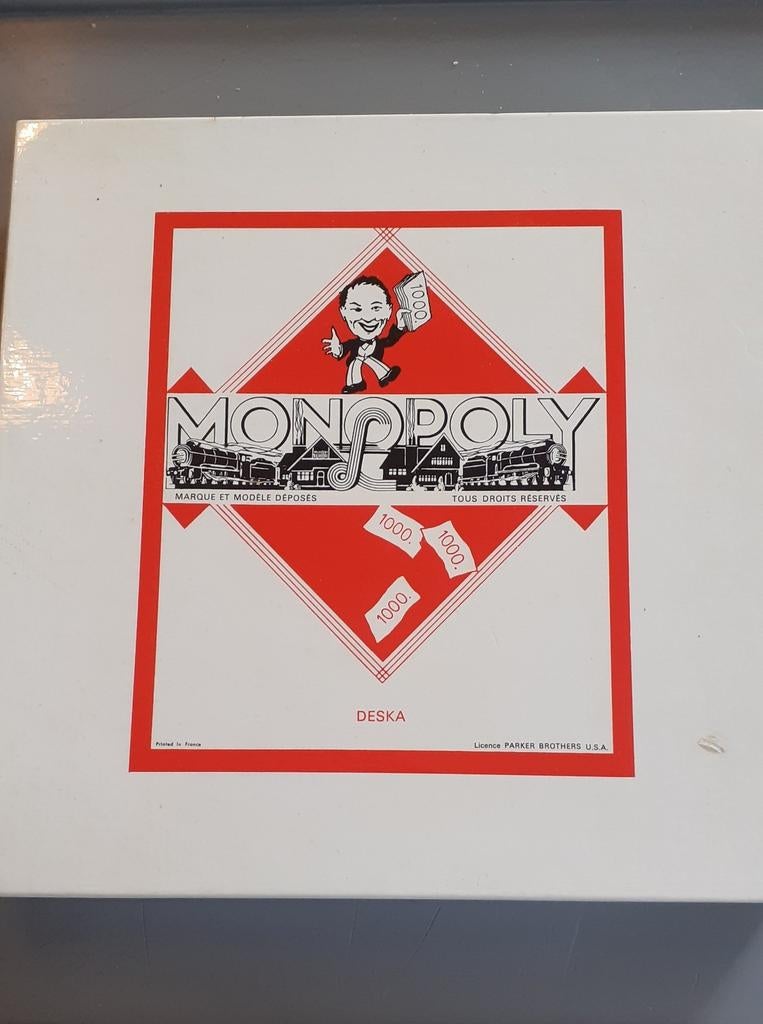 1000.
MONOPOLY
MARQUE ET MODÈLE DÉPOSÉS TOUS DROITS RÉSERVÉS
1000.
1000.
1000.
DESKA
Printed in France Licence PARKER BROTHERS U.S.A.